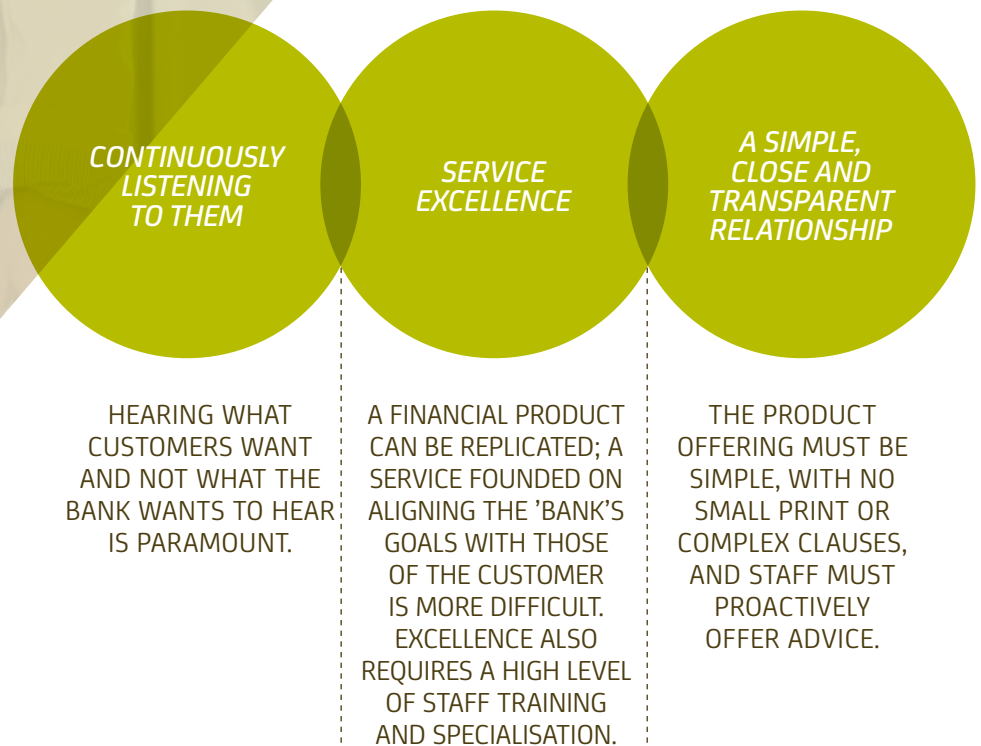 CONTINUOUSLY
LISTENING
TO THEM
SERVICE
EXCELLENCE
A SIMPLE,
CLOSE AND
TRANSPARENT
RELATIONSHIP
HEARING WHAT
CUSTOMERS WANT
AND NOT WHAT THE
BANK WANTS TO HEAR
IS PARAMOUNT.
A FINANCIAL PRODUCT
CAN BE REPLICATED; A
SERVICE FOUNDED ON
ALIGNING THE ’BANK’S
GOALS WITH THOSE
OF THE CUSTOMER
IS MORE DIFFICULT.
EXCELLENCE ALSO
REQUIRES A HIGH LEVEL
OF STAFF TRAINING
AND SPECIALISATION.
THE PRODUCT
OFFERING MUST BE
SIMPLE, WITH NO
SMALL PRINT OR
COMPLEX CLAUSES,
AND STAFF MUST
PROACTIVELY
OFFER ADVICE.